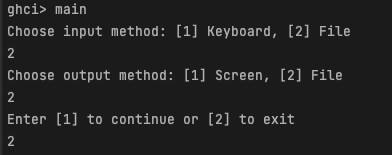 ghci> main
Choose input method: [1] Keyboard, [2] File
2
Choose output method: [1] Screen, [2] File
2
Enter [1] to continue or [2] to exit
2